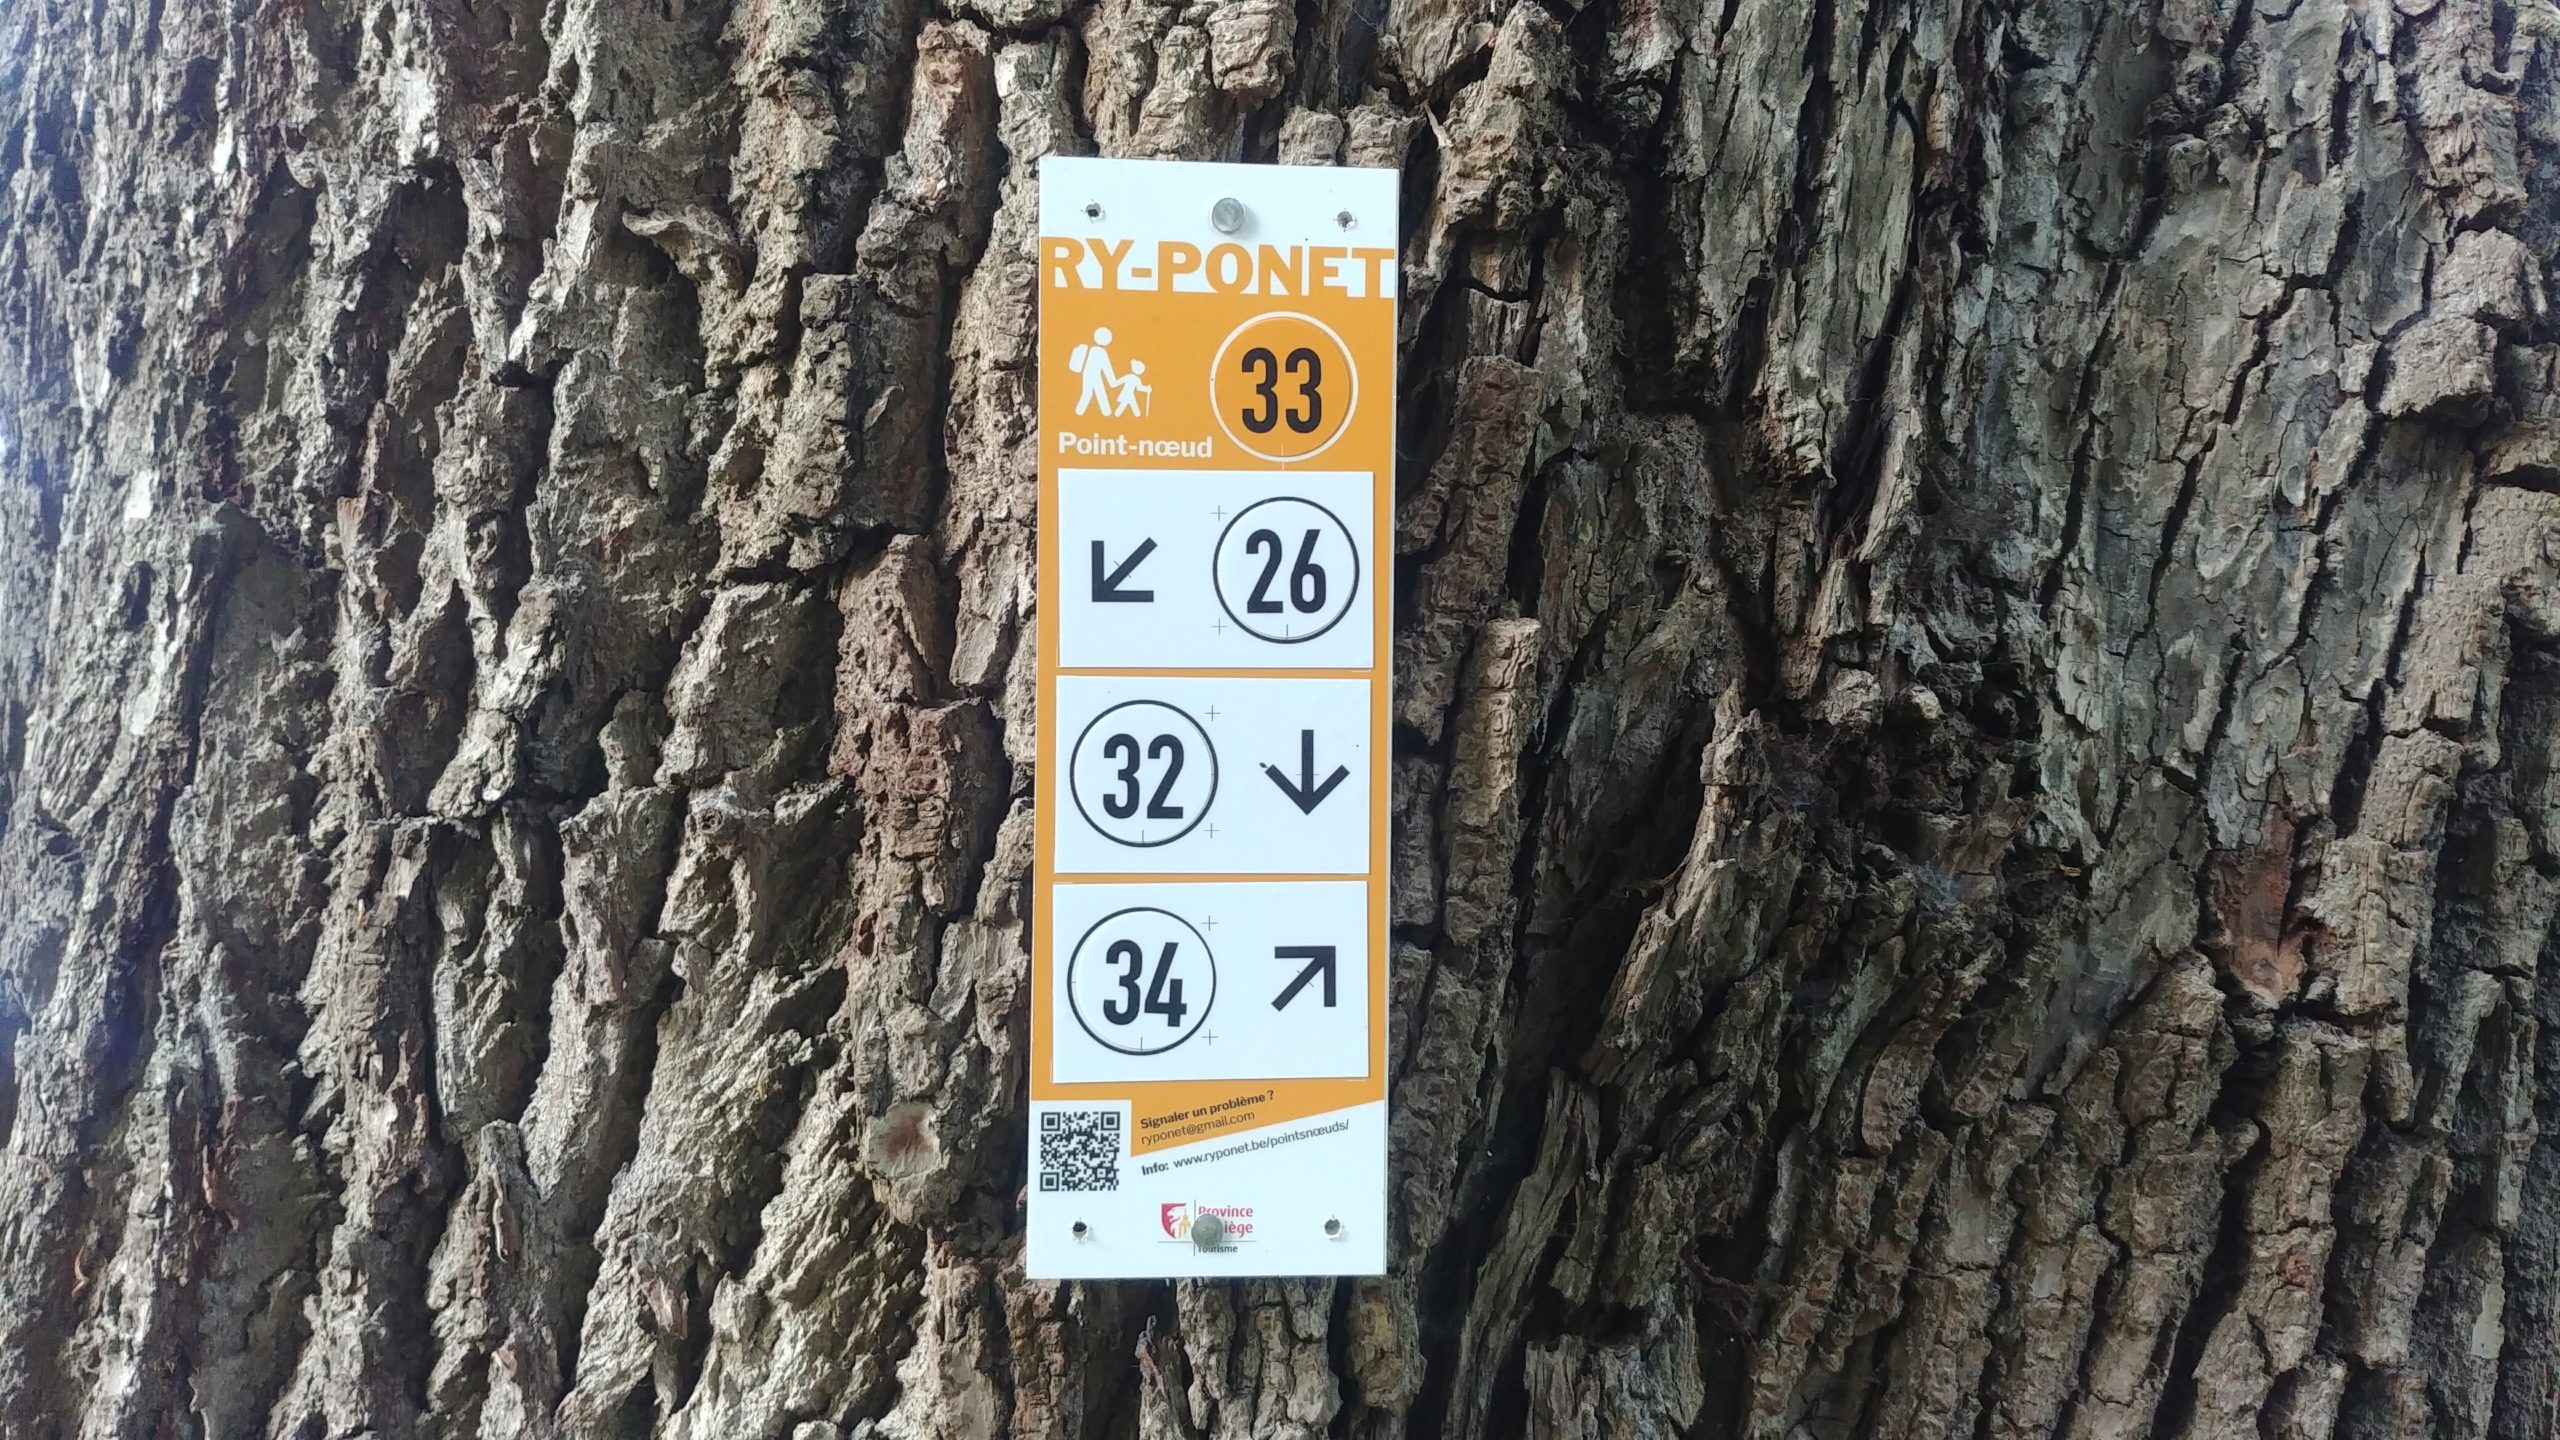 RY-PONET
33
Point-nœud
26
32
34
Signaler un problème ?
ryponet@gmail.com
Info: www.ryponet.be/pointsnœuds/
Province
Tourisme